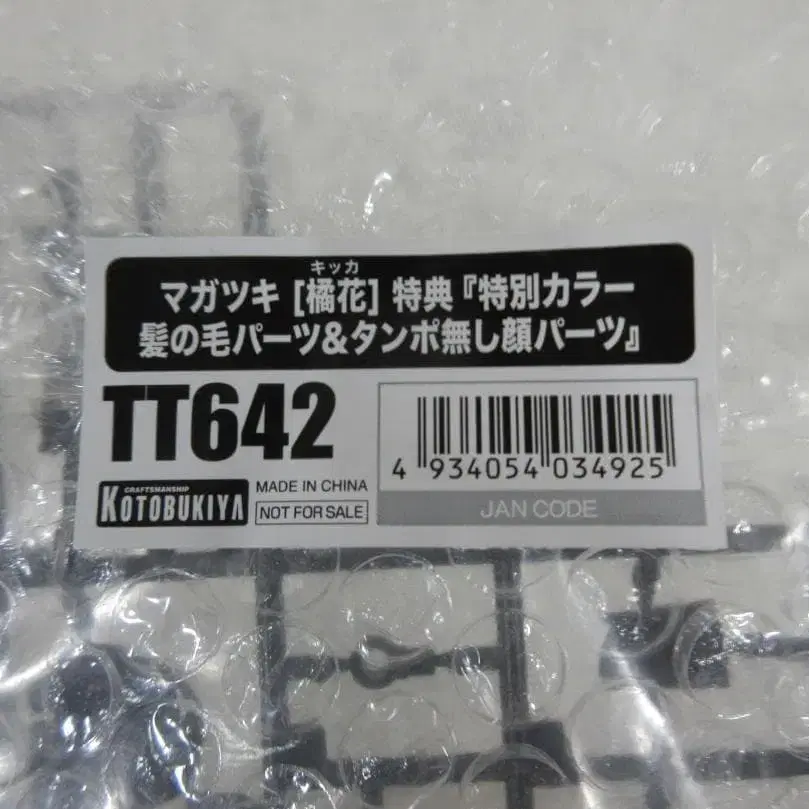 キッカ
マガツキ [橘花] 特典『特別カラー
髪の毛パーツ&タンポ無し顔パーツ』
TT642
4 934054 034925
CRAFTSMANSHIP
KOTOBUKIYA
MADE IN CHINA
NOT FOR SALE
JAN CODE